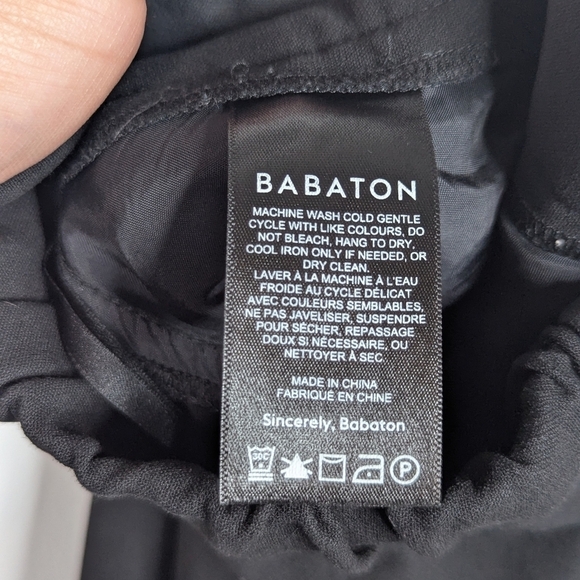 BABATON
MACHINE WASH COLD GENTLE
CYCLE WITH LIKE COLOURS, DO
NOT BLEACH, HANG TO DRY,
COOL IRON ONLY IF NEEDED, OR
DRY CLEAN.
LAVER À LA MACHINE À L'EAU
FROIDE AU CYCLE DÉLICAT
AVEC COULEURS SEMBLABLES,
NE PAS JAVELISER, SUSPENDRE
POUR SÉCHER, REPASSAGE
DOUX SI NÉCESSAIRE, OU
NETTOYER À SEC.
MADE IN CHINA
FABRIQUÉ EN CHINE
Sincerely, Babaton
30C P